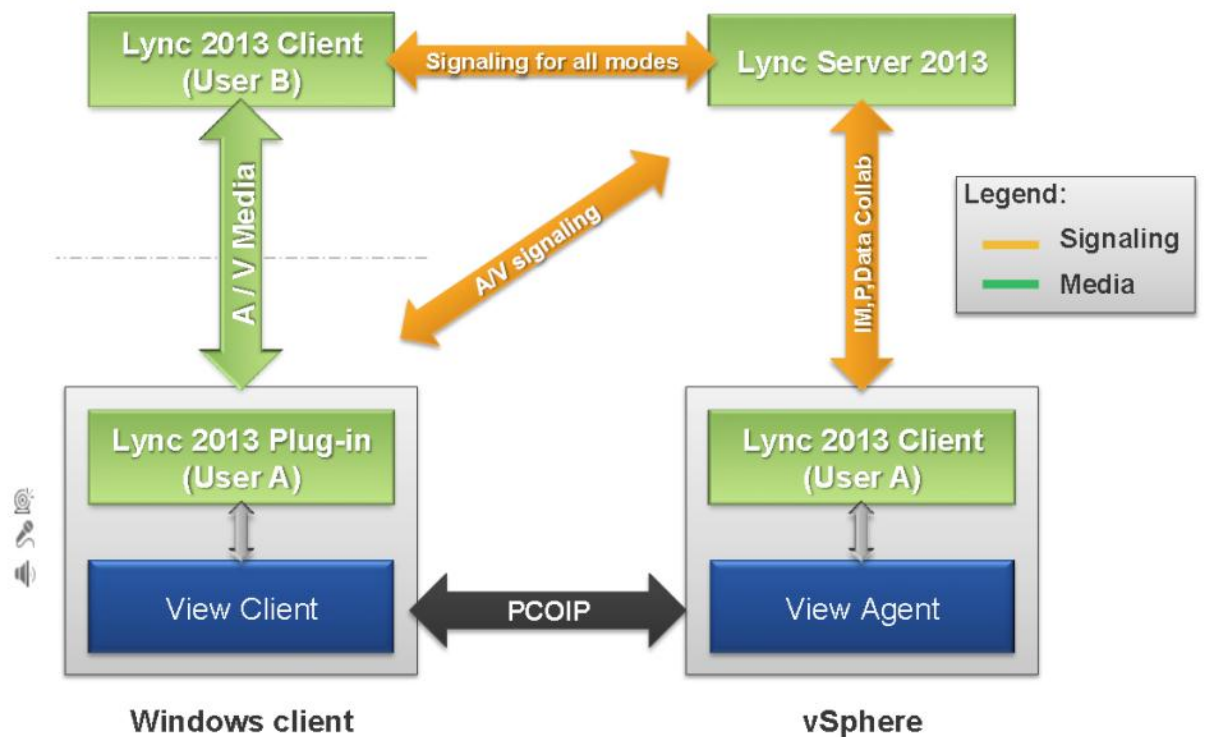 Lync 2013 Client
(User B)
Signaling for all modes
Lync Server 2013
A / V Media
A/V signaling
IM,P,Data Collab
Legend:
Signaling
Media
Lync 2013 Plug-in
(User A)
Lync 2013 Client
(User A)
View Client
PCOIP
View Agent
Windows client
vSphere